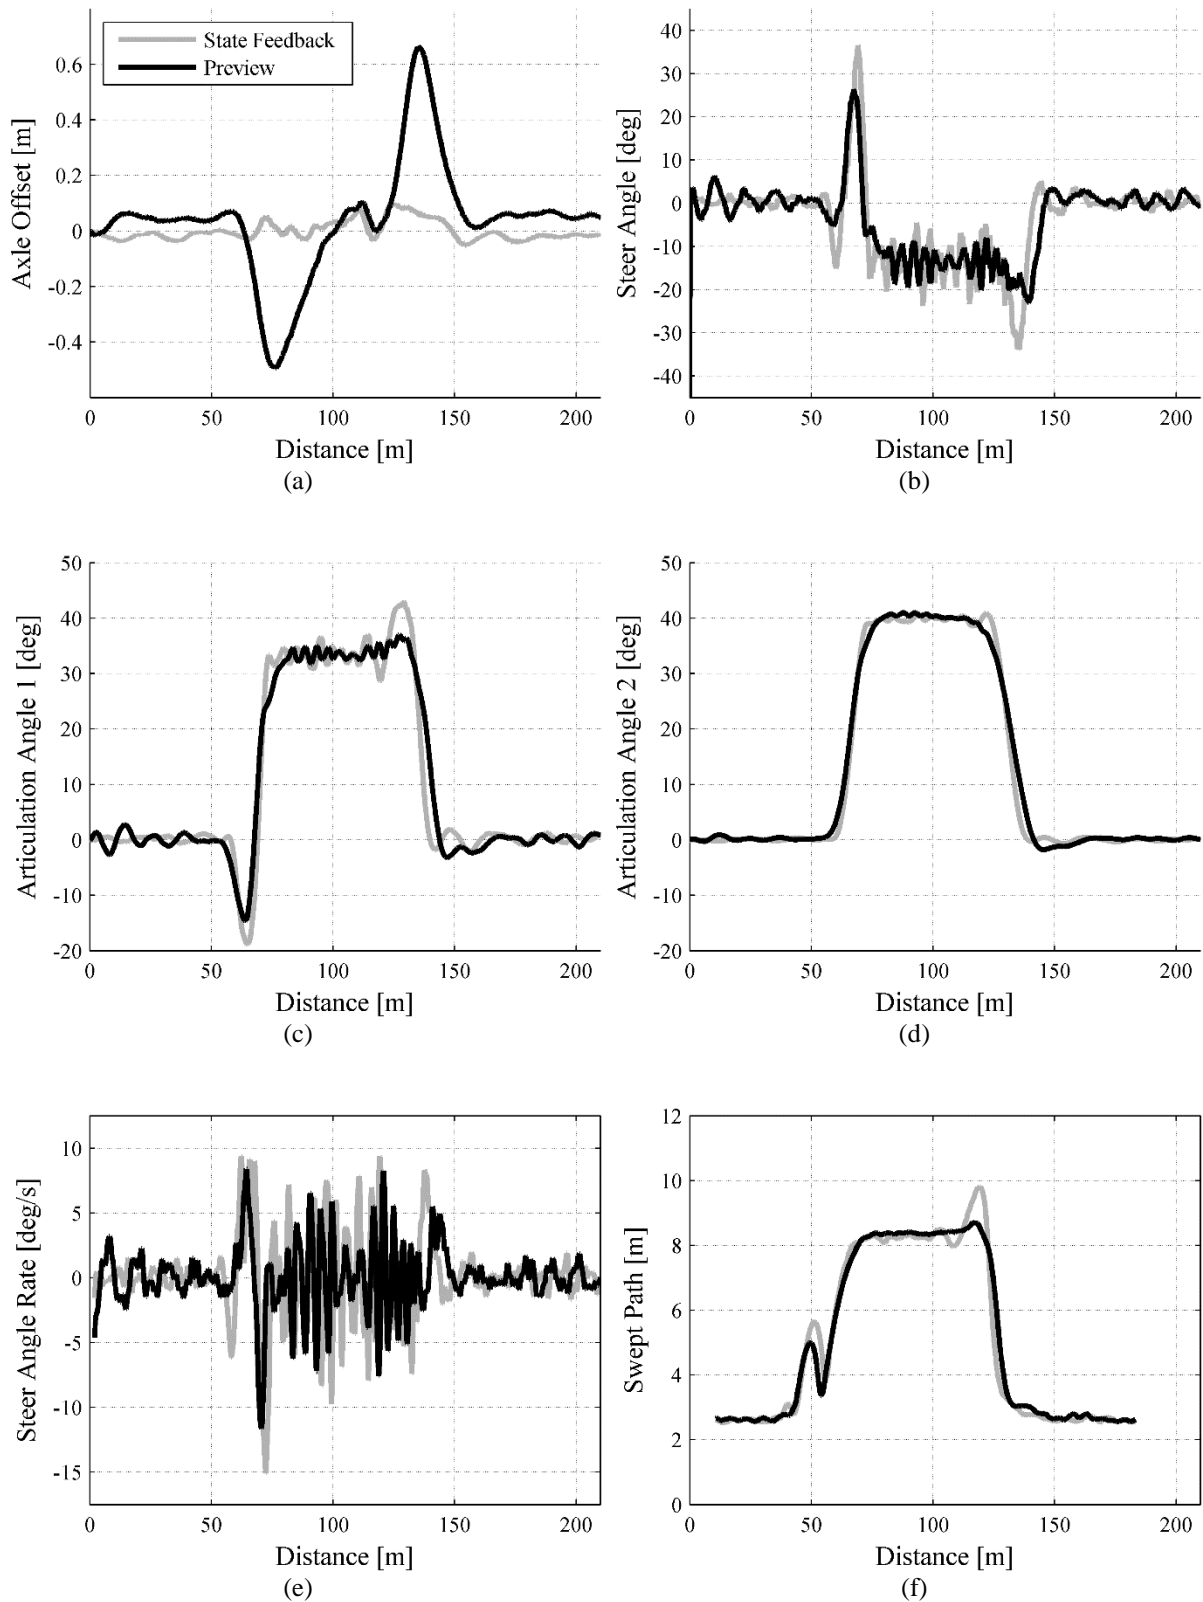 State Feedback
Preview
0.6
0.4
0.2
0
-0.2
-0.4
Axle Offset [m]
0 50 100 150 200
Distance [m]
(a)
40
30
20
10
0
-10
-20
-30
-40
Steer Angle [deg]
0 50 100 150 200
Distance [m]
(b)
50
40
30
20
10
0
-10
-20
Articulation Angle 1 [deg]
0 50 100 150 200
Distance [m]
(c)
50
40
30
20
10
0
-10
-20
Articulation Angle 2 [deg]
0 50 100 150 200
Distance [m]
(d)
10
5
0
-5
-10
-15
Steer Angle Rate [deg/s]
0 50 100 150 200
Distance [m]
(e)
12
10
8
6
4
2
0
Swept Path [m]
0 50 100 150 200
Distance [m]
(f)